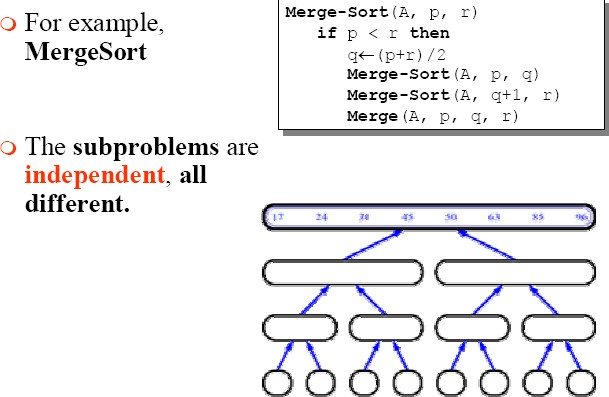 For example,
MergeSort
Merge-Sort(A, p, r)
if p < r then
q←(p+r)/2
Merge-Sort(A, p, q)
Merge-Sort(A, q+1, r)
Merge(A, p, q, r)
The subproblems are
independent, all
different.
17 24 31 45 50 63 85 96